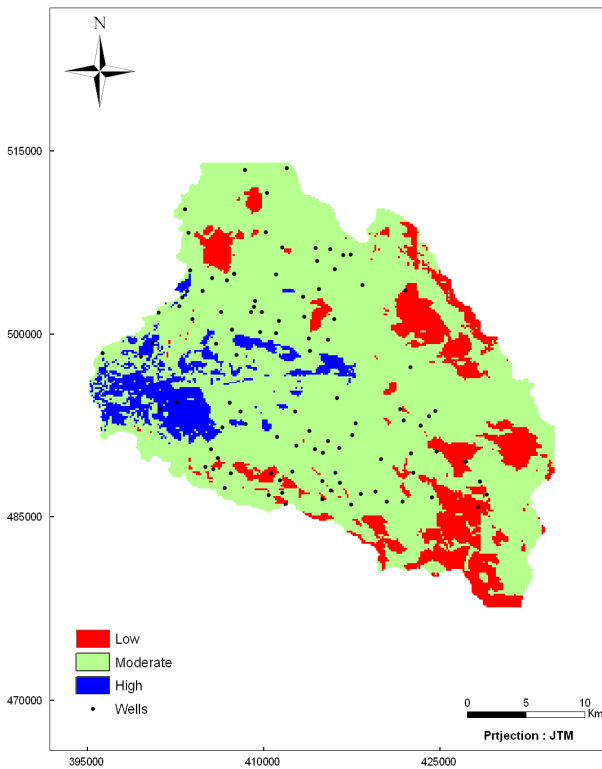 N
515000
500000
485000
470000
Low
Moderate
High
Wells
0 5 10
Km
Prtjection : JTM
395000 410000 425000